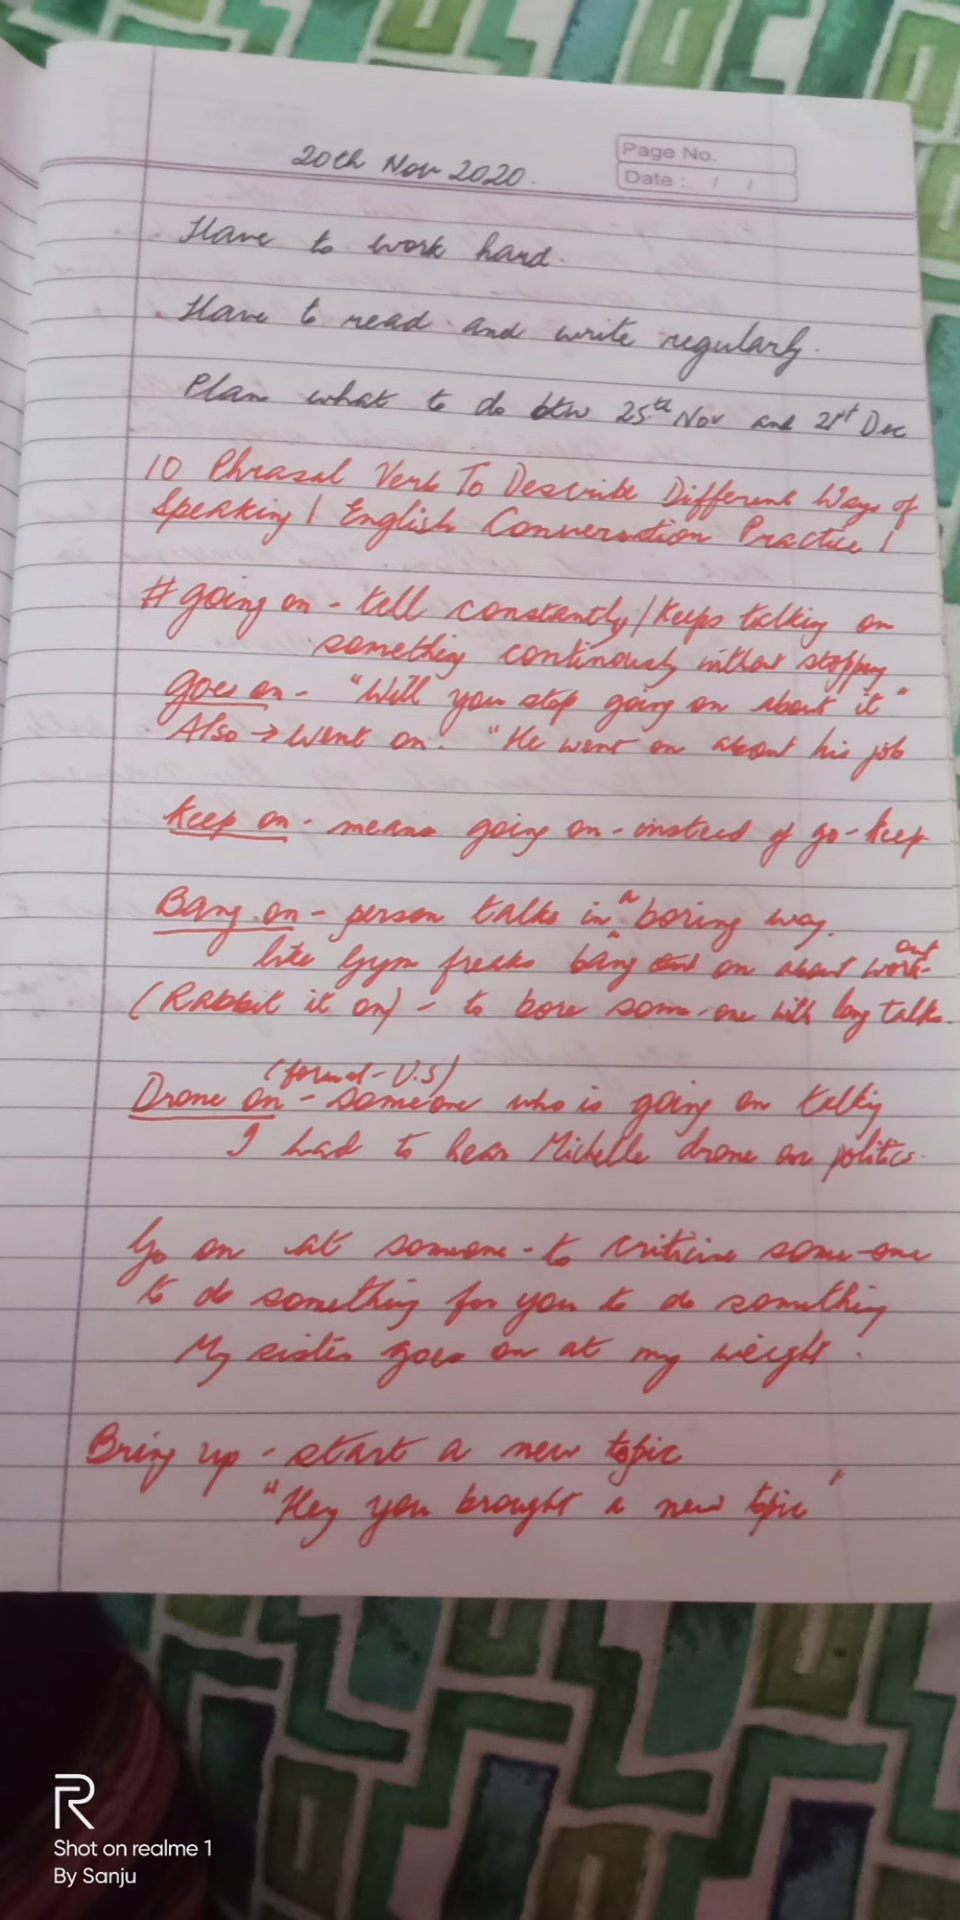 20th Nov 2020.
Page No.
Date : / /
Have to work hard.
Have to read and write regularly.
Plan what to do btw 25th Nov and 21st Dec
10 Phrasal Verb To Describe Different Ways of
Speaking | English Conversation Practice |
# going on - tell constantly / keeps talking on
something continously without stopping
goes on - "Will you stop going on about it"
Also → Went on. "He went on about his job
Keep on - means going on - instead of go - keep
Bang on - person talks in a boring way.
like Gym freaks bang on about work-out
(Rabbit it on) - to bore some-one with long talks.
(formal - U.S)
Drone on - someone who is going on talking
I had to hear Michelle drone on politics.
Go on at someone - to criticise some-one
to do something for you to do something
My sister goes on at my weight.
Bring up - start a new topic
"Hey you brought a new topic"
R
Shot on realme 1
By Sanju